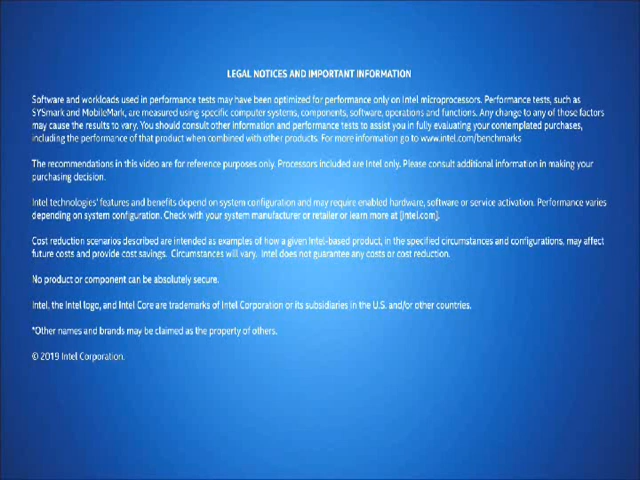 LEGAL NOTICES AND IMPORTANT INFORMATION
Software and workloads used in performance tests may have been optimized for performance only on Intel microprocessors. Performance tests, such as
SYSmark and MobileMark, are measured using specific computer systems, components, software, operations and functions. Any change to any of those factors
may cause the results to vary. You should consult other information and performance tests to assist you in fully evaluating your contemplated purchases,
including the performance of that product when combined with other products. For more information go to www.intel.com/benchmarks
The recommendations in this video are for reference purposes only. Processors included are Intel only. Please consult additional information in making your
purchasing decision.
Intel technologies' features and benefits depend on system configuration and may require enabled hardware, software or service activation. Performance varies
depending on system configuration. Check with your system manufacturer or retailer or learn more at [intel.com].
Cost reduction scenarios described are intended as examples of how a given Intel-based product, in the specified circumstances and configurations, may affect
future costs and provide cost savings. Circumstances will vary. Intel does not guarantee any costs or cost reduction.
No product or component can be absolutely secure.
Intel, the Intel logo, and Intel Core are trademarks of Intel Corporation or its subsidiaries in the U.S. and/or other countries.
*Other names and brands may be claimed as the property of others.
© 2019 Intel Corporation.